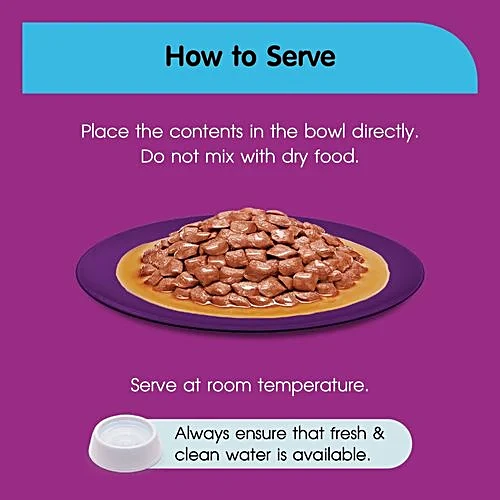 How to Serve
Place the contents in the bowl directly.
Do not mix with dry food.
Serve at room temperature.
Always ensure that fresh &
clean water is available.